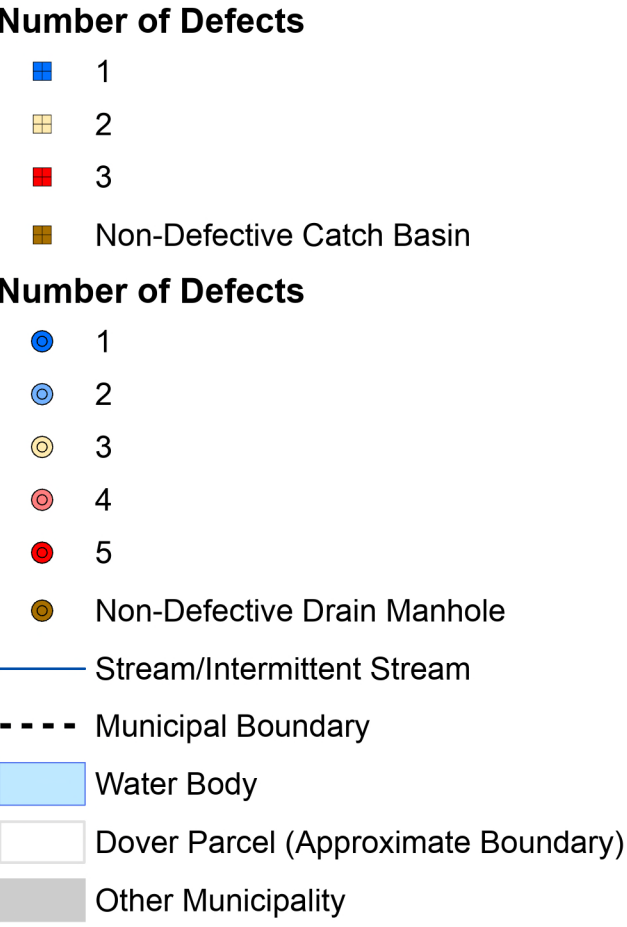 Number of Defects
1
2
3
Non-Defective Catch Basin
Number of Defects
1
2
3
4
5
Non-Defective Drain Manhole
Stream/Intermittent Stream
Municipal Boundary
Water Body
Dover Parcel (Approximate Boundary)
Other Municipality